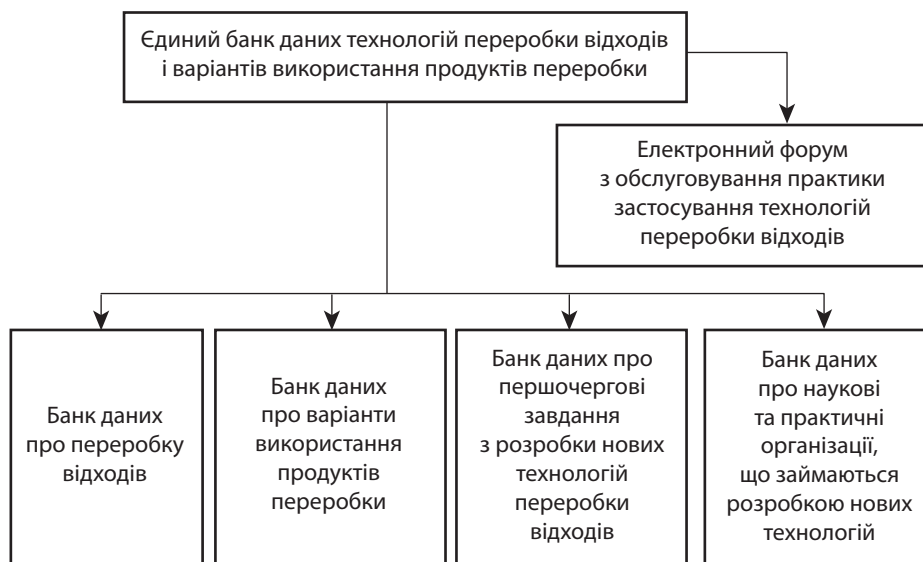 Єдиний банк даних технологій переробки відходів
і варіантів використання продуктів переробки
Електронний форум
з обслуговування практики
застосування технологій
переробки відходів
Банк даних
про переробку
відходів
Банк даних
про варіанти
використання
продуктів
переробки
Банк даних про
першочергові
завдання
з розробки нових
технологій
переробки
відходів
Банк даних
про наукові
та практичні
організації,
що займаються
розробкою нових
технологій